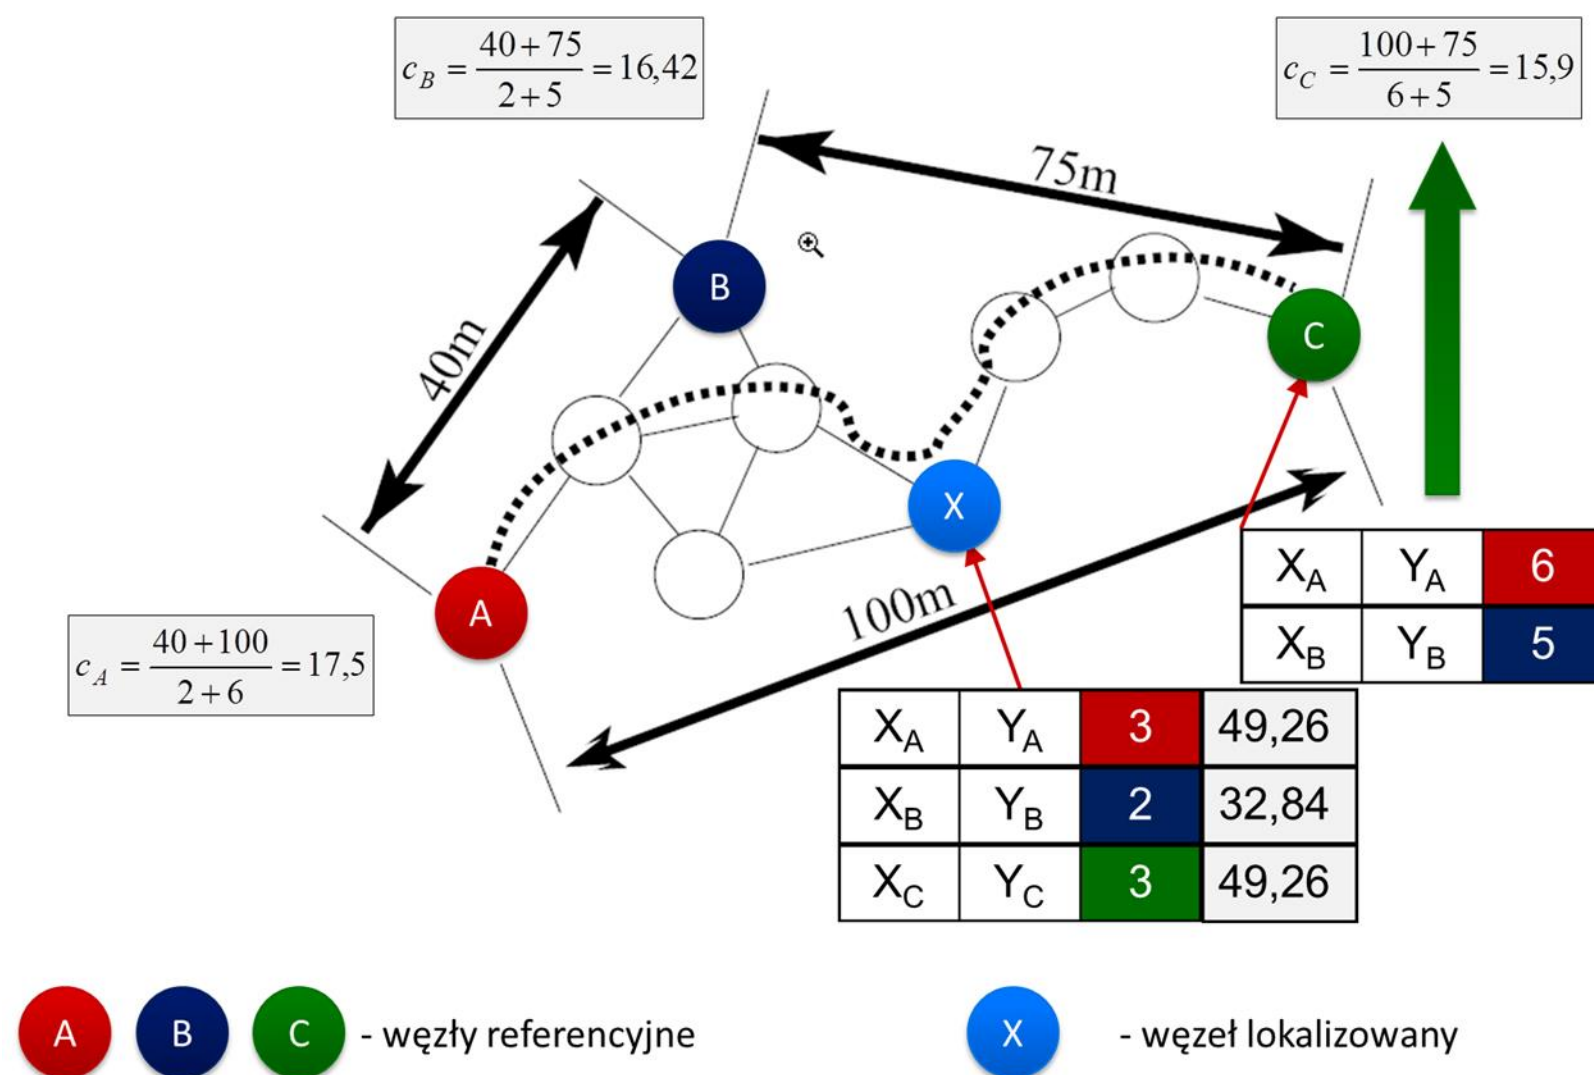 c_B = (40+75)/(2+5) = 16,42
c_C = (100+75)/(6+5) = 15,9
75m
B
40m
C
X
A
100m
c_A = (40+100)/(2+6) = 17,5
X_A Y_A 6
X_B Y_B 5
X_A Y_A 3 49,26
X_B Y_B 2 32,84
X_C Y_C 3 49,26
A B C - węzły referencyjne
X - węzeł lokalizowany